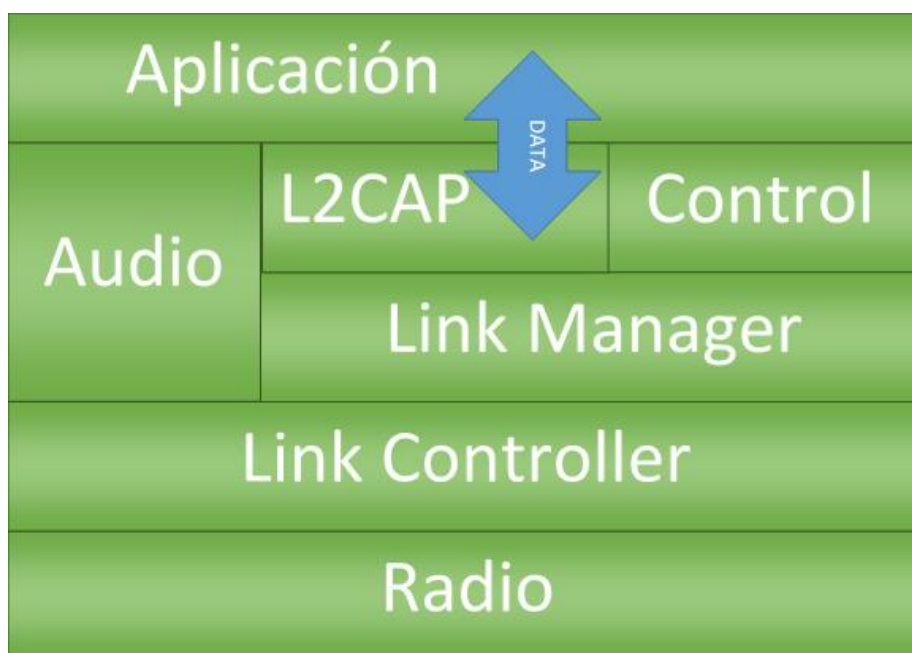 Aplicación
DATA
L2CAP
Control
Audio
Link Manager
Link Controller
Radio